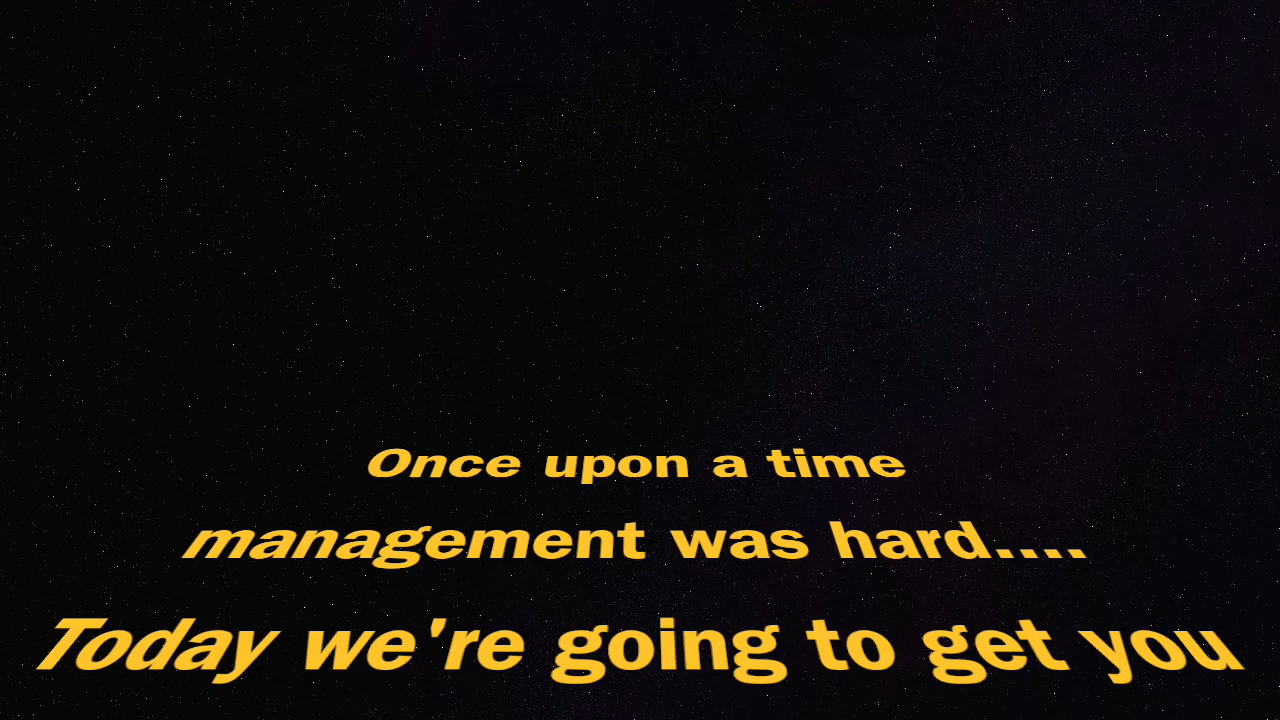 Once upon a time
management was hard....
Today we're going to get you